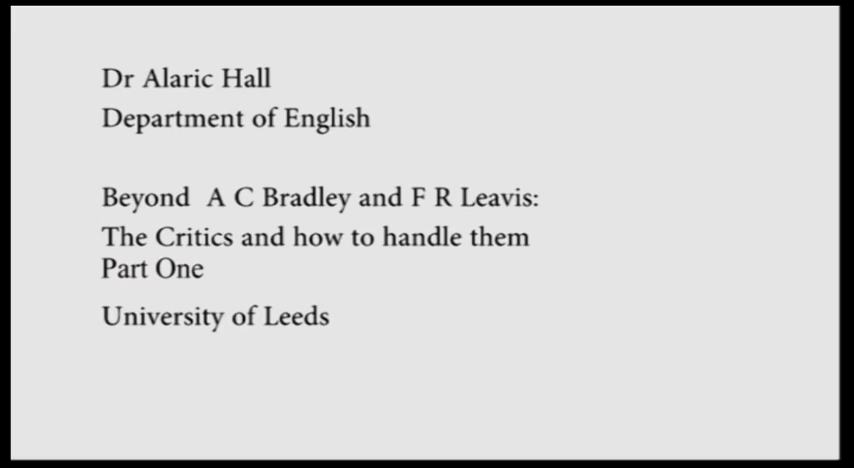 Dr Alaric Hall
Department of English
Beyond A C Bradley and F R Leavis:
The Critics and how to handle them
Part One
University of Leeds